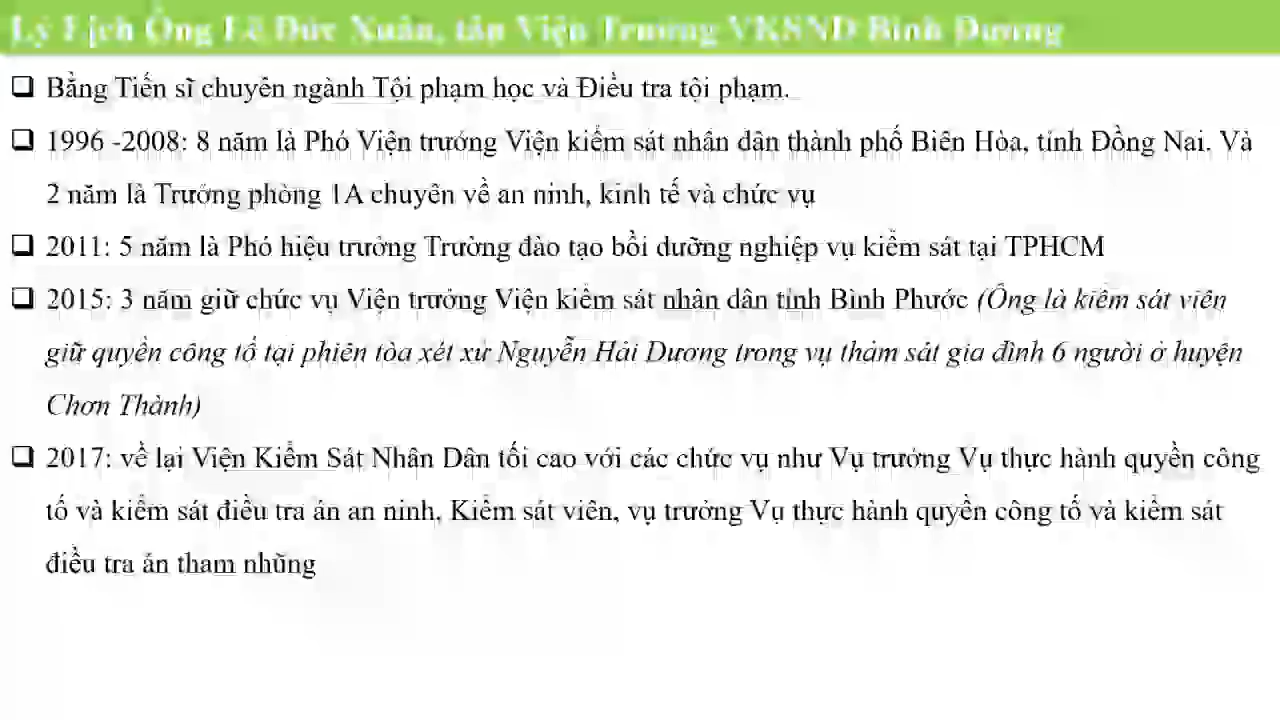 Lý Lịch Ông Lê Đức Xuân, tân Viện Trưởng VKSND Bình Dương
Bằng Tiến sĩ chuyên ngành Tội phạm học và Điều tra tội phạm.
1996 -2008: 8 năm là Phó Viện trưởng Viện kiểm sát nhân dân thành phố Biên Hòa, tỉnh Đồng Nai. Và
2 năm là Trưởng phòng 1A chuyên về an ninh, kinh tế và chức vụ
2011: 5 năm là Phó hiệu trưởng Trường đào tạo bồi dưỡng nghiệp vụ kiểm sát tại TPHCM
2015: 3 năm giữ chức vụ Viện trưởng Viện kiểm sát nhân dân tỉnh Bình Phước (Ông là kiểm sát viên
giữ quyền công tố tại phiên tòa xét xử Nguyễn Hải Dương trong vụ thảm sát gia đình 6 người ở huyện
Chơn Thành)
2017: về lại Viện Kiểm Sát Nhân Dân tối cao với các chức vụ như Vụ trưởng Vụ thực hành quyền công
tố và kiểm sát điều tra án an ninh, Kiểm sát viên, vụ trưởng Vụ thực hành quyền công tố và kiểm sát
điều tra án tham nhũng